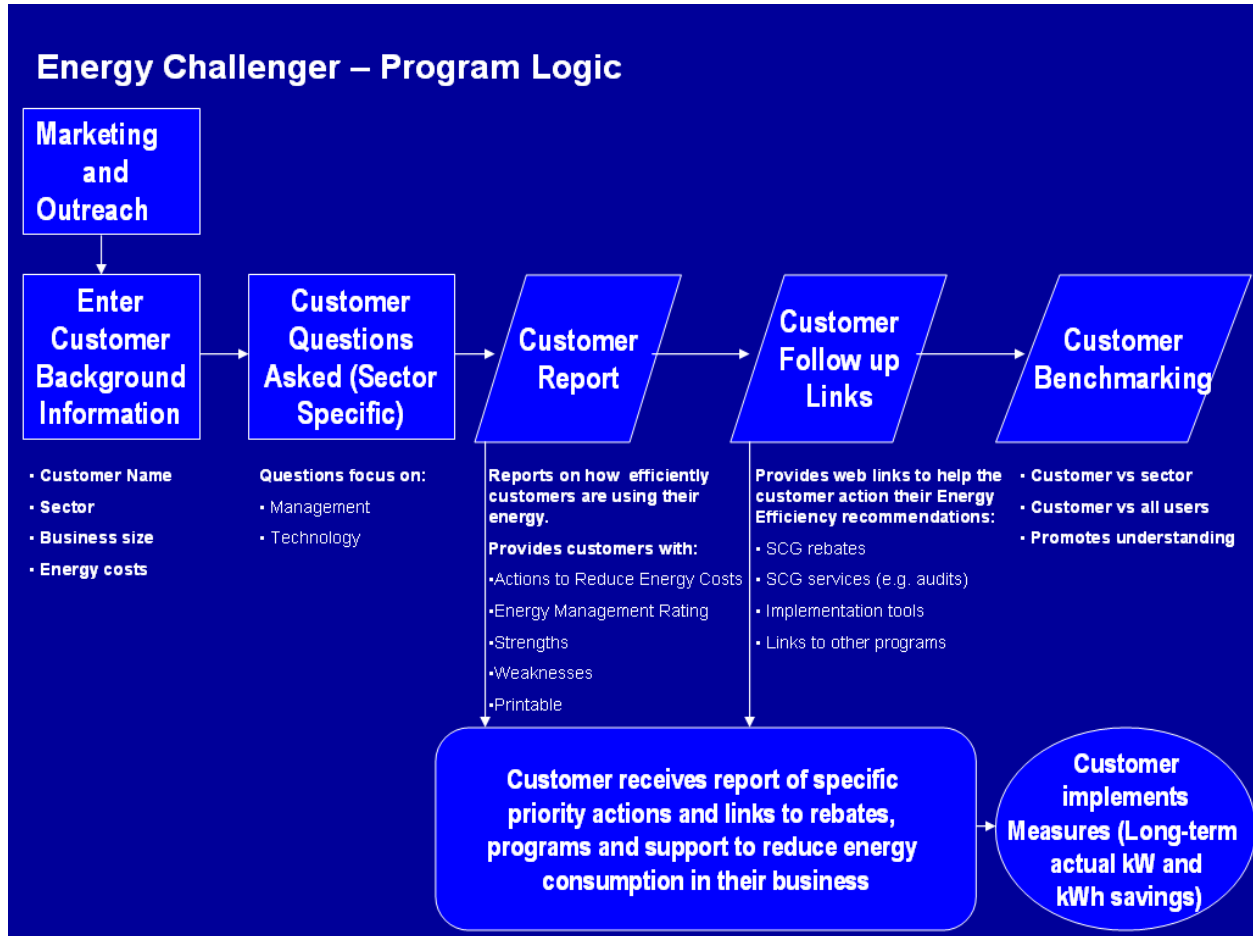 Energy Challenger – Program Logic
Marketing
and
Outreach
Enter
Customer
Background
Information
Customer
Questions
Asked (Sector
Specific)
Customer
Report
Customer
Follow up
Links
Customer
Benchmarking
▪ Customer Name
▪ Sector
▪ Business size
▪ Energy costs
Questions focus on:
▪ Management
▪ Technology
Reports on how efficiently
customers are using their
energy.
Provides customers with:
▪Actions to Reduce Energy Costs
▪Energy Management Rating
▪Strengths
▪Weaknesses
▪Printable
Provides web links to help the
customer action their Energy
Efficiency recommendations:
▪ SCG rebates
▪ SCG services (e.g. audits)
▪ Implementation tools
▪ Links to other programs
▪ Customer vs sector
▪ Customer vs all users
▪ Promotes understanding
Customer receives report of specific
priority actions and links to rebates,
programs and support to reduce energy
consumption in their business
Customer
implements
Measures (Long-term
actual kW and
kWh savings)